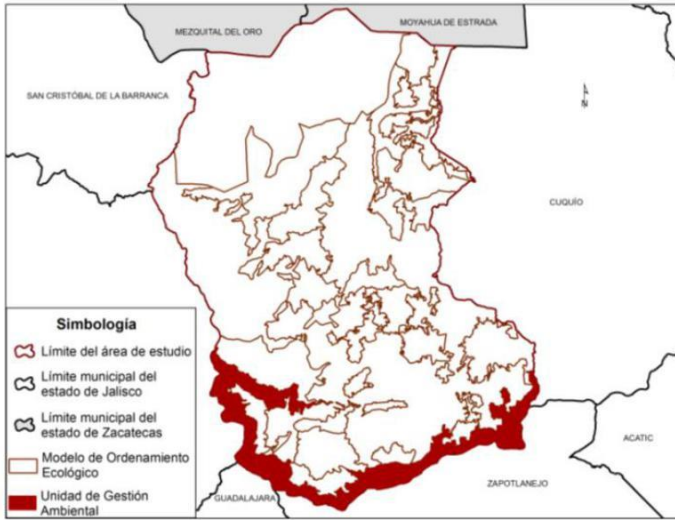 MEZQUITAL DEL ORO
MOYAHUA DE ESTRADA
SAN CRISTÓBAL DE LA BARRANCA
N
CUQUÍO
Simbología
Límite del área de estudio
Límite municipal del
estado de Jalisco
Límite municipal del
estado de Zacatecas
Modelo de Ordenamiento
Ecológico
Unidad de Gestión
Ambiental
GUADALAJARA
ZAPOTLANEJO
ACATIC